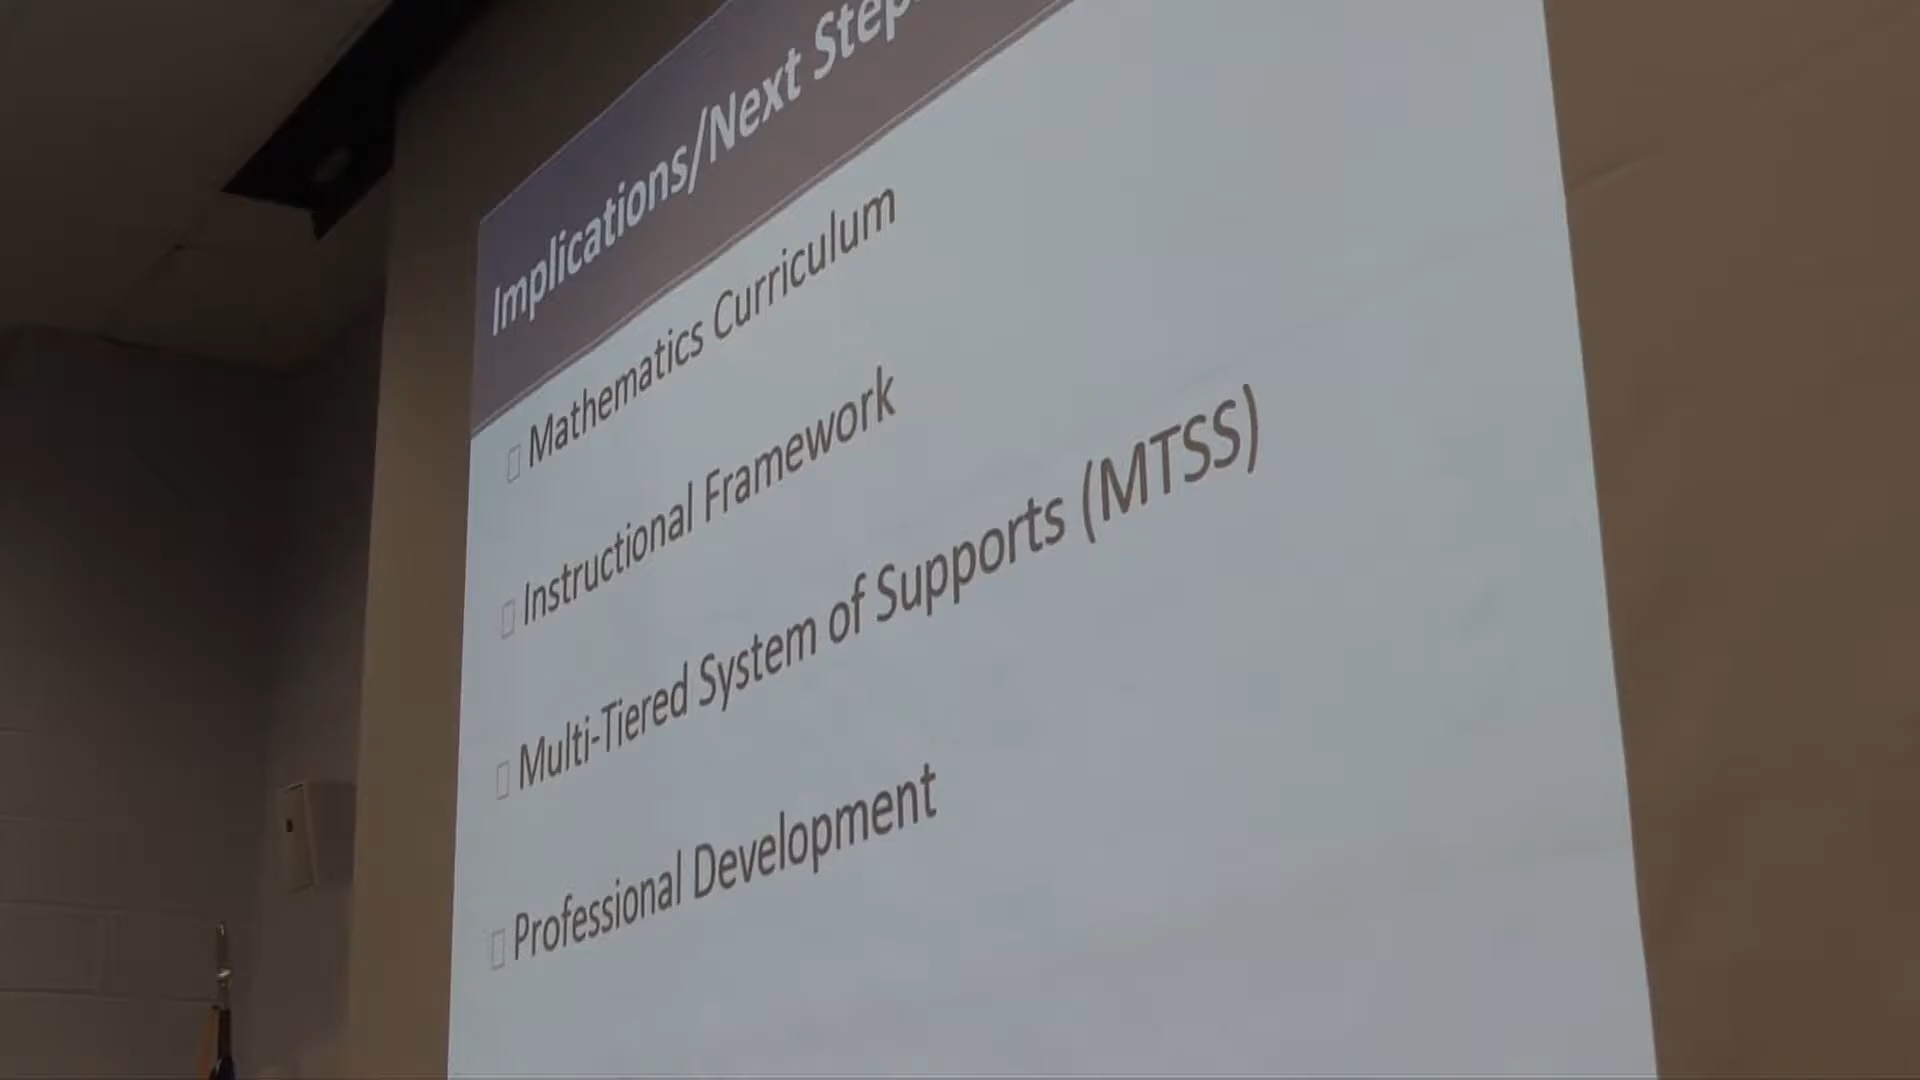 Implications/Next Step
Mathematics Curriculum
Instructional Framework
Multi-Tiered System of Supports (MTSS)
Professional Development